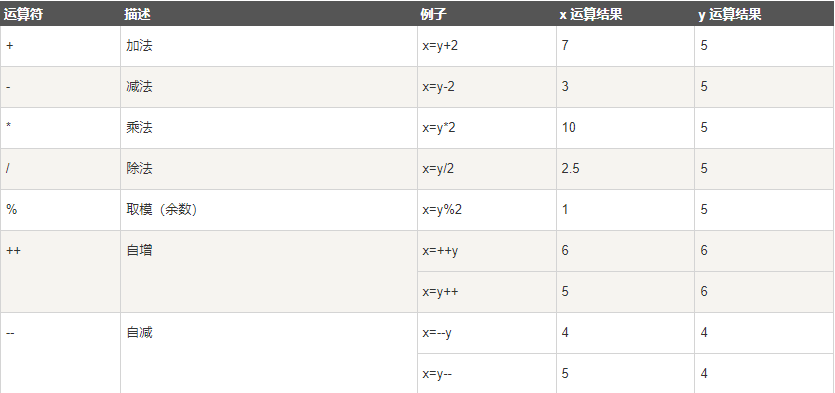 运算符 描述 例子 x 运算结果 y 运算结果
+ 加法 x=y+2 7 5
- 减法 x=y-2 3 5
* 乘法 x=y*2 10 5
/ 除法 x=y/2 2.5 5
% 取模（余数） x=y%2 1 5
++ 自增 x=++y 6 6
x=y++ 5 6
-- 自减 x=--y 4 4
x=y-- 5 4